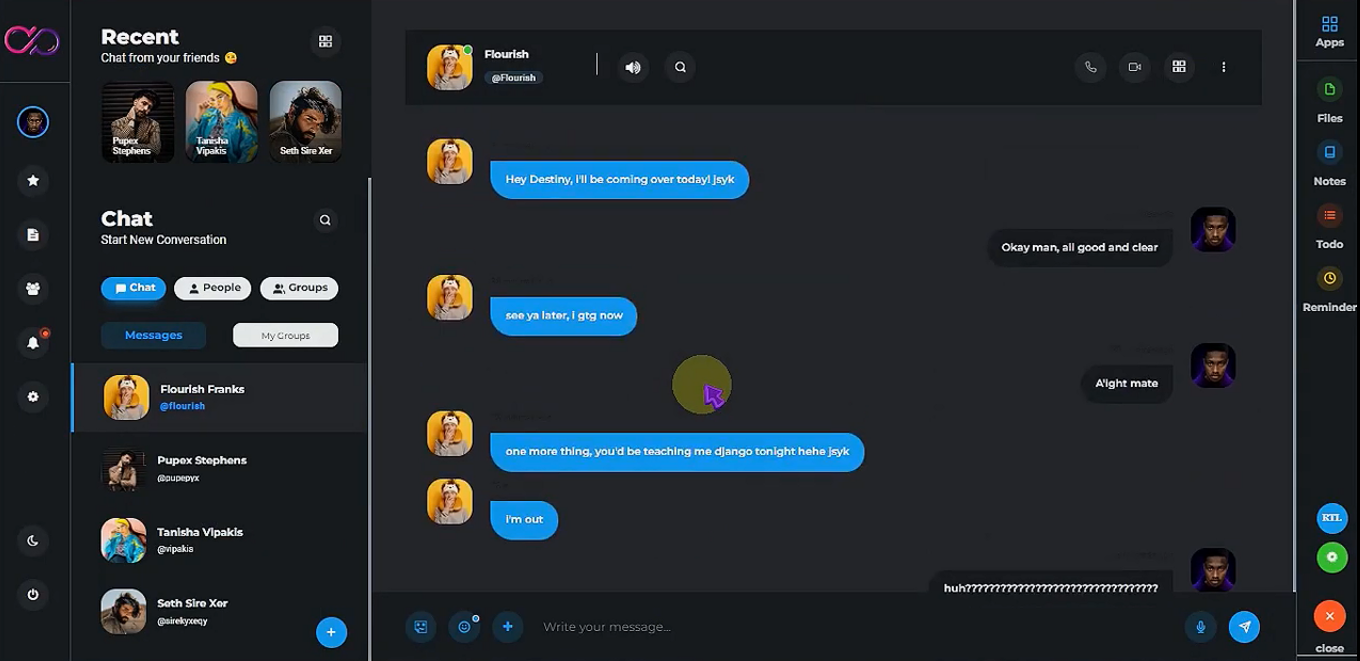 Recent
Chat from your friends
Pupex
Stephens
Tanisha
Vipakis
Seth Sire Xer
Chat
Start New Conversation
Chat
People
Groups
Messages
My Groups
Flourish Franks
@flourish
Pupex Stephens
@pupepyx
Tanisha Vipakis
@vipakis
Seth Sire Xer
@sirekyxeqy
Flourish
@Flourish
Hey Destiny, i'll be coming over today! jsyk
Okay man, all good and clear
see ya later, i gtg now
A'ight mate
one more thing, you'd be teaching me django tonight hehe jsyk
i'm out
huh?????????????????????????????????
Write your message...
Apps
Files
Notes
Todo
Reminder
RTL
close